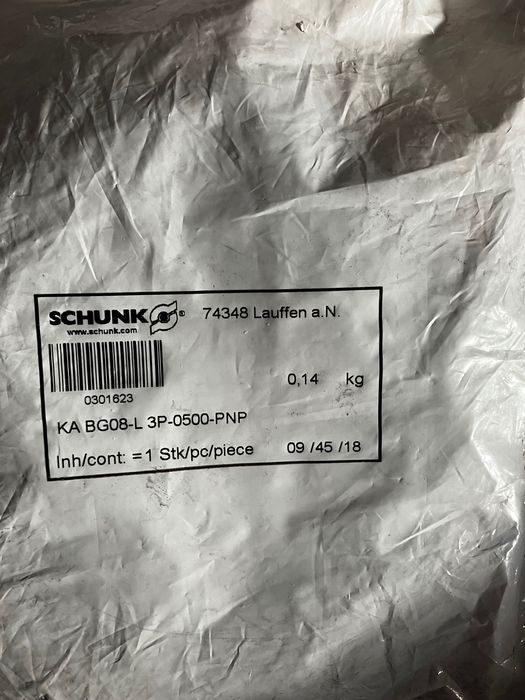 SCHUNK ® 74348 Lauffen a.N.
www.schunk.com
0,14 kg
0301623
KA BG08-L 3P-0500-PNP
Inh/cont: =1 Stk/pc/piece 09 /45 /18